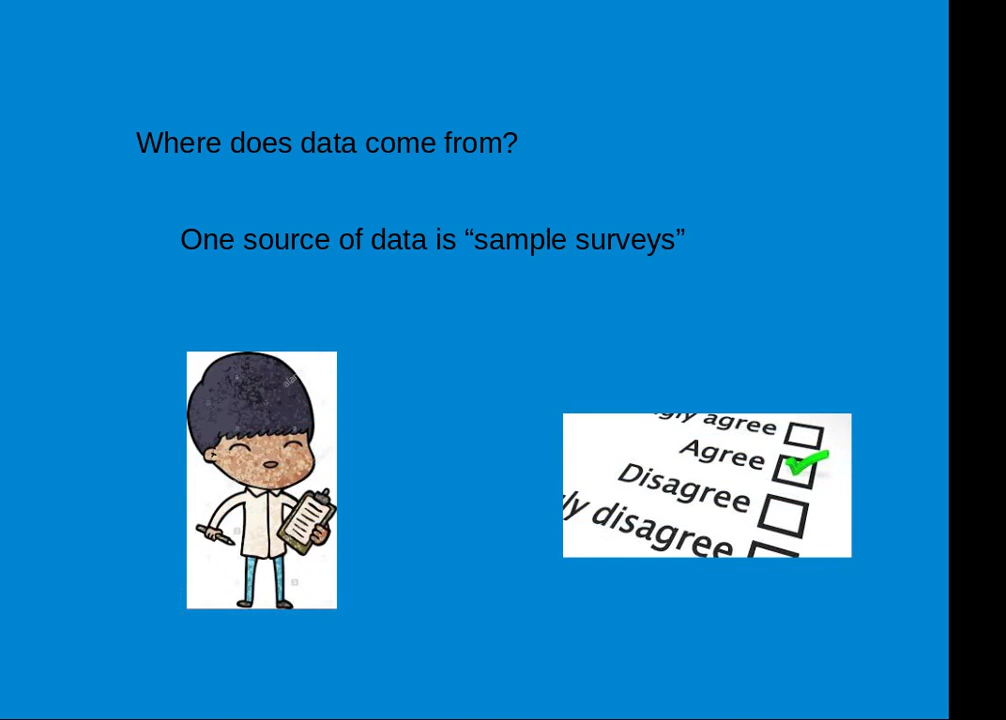 Where does data come from?
One source of data is “sample surveys”
agree
Agree
Disagree
disagree